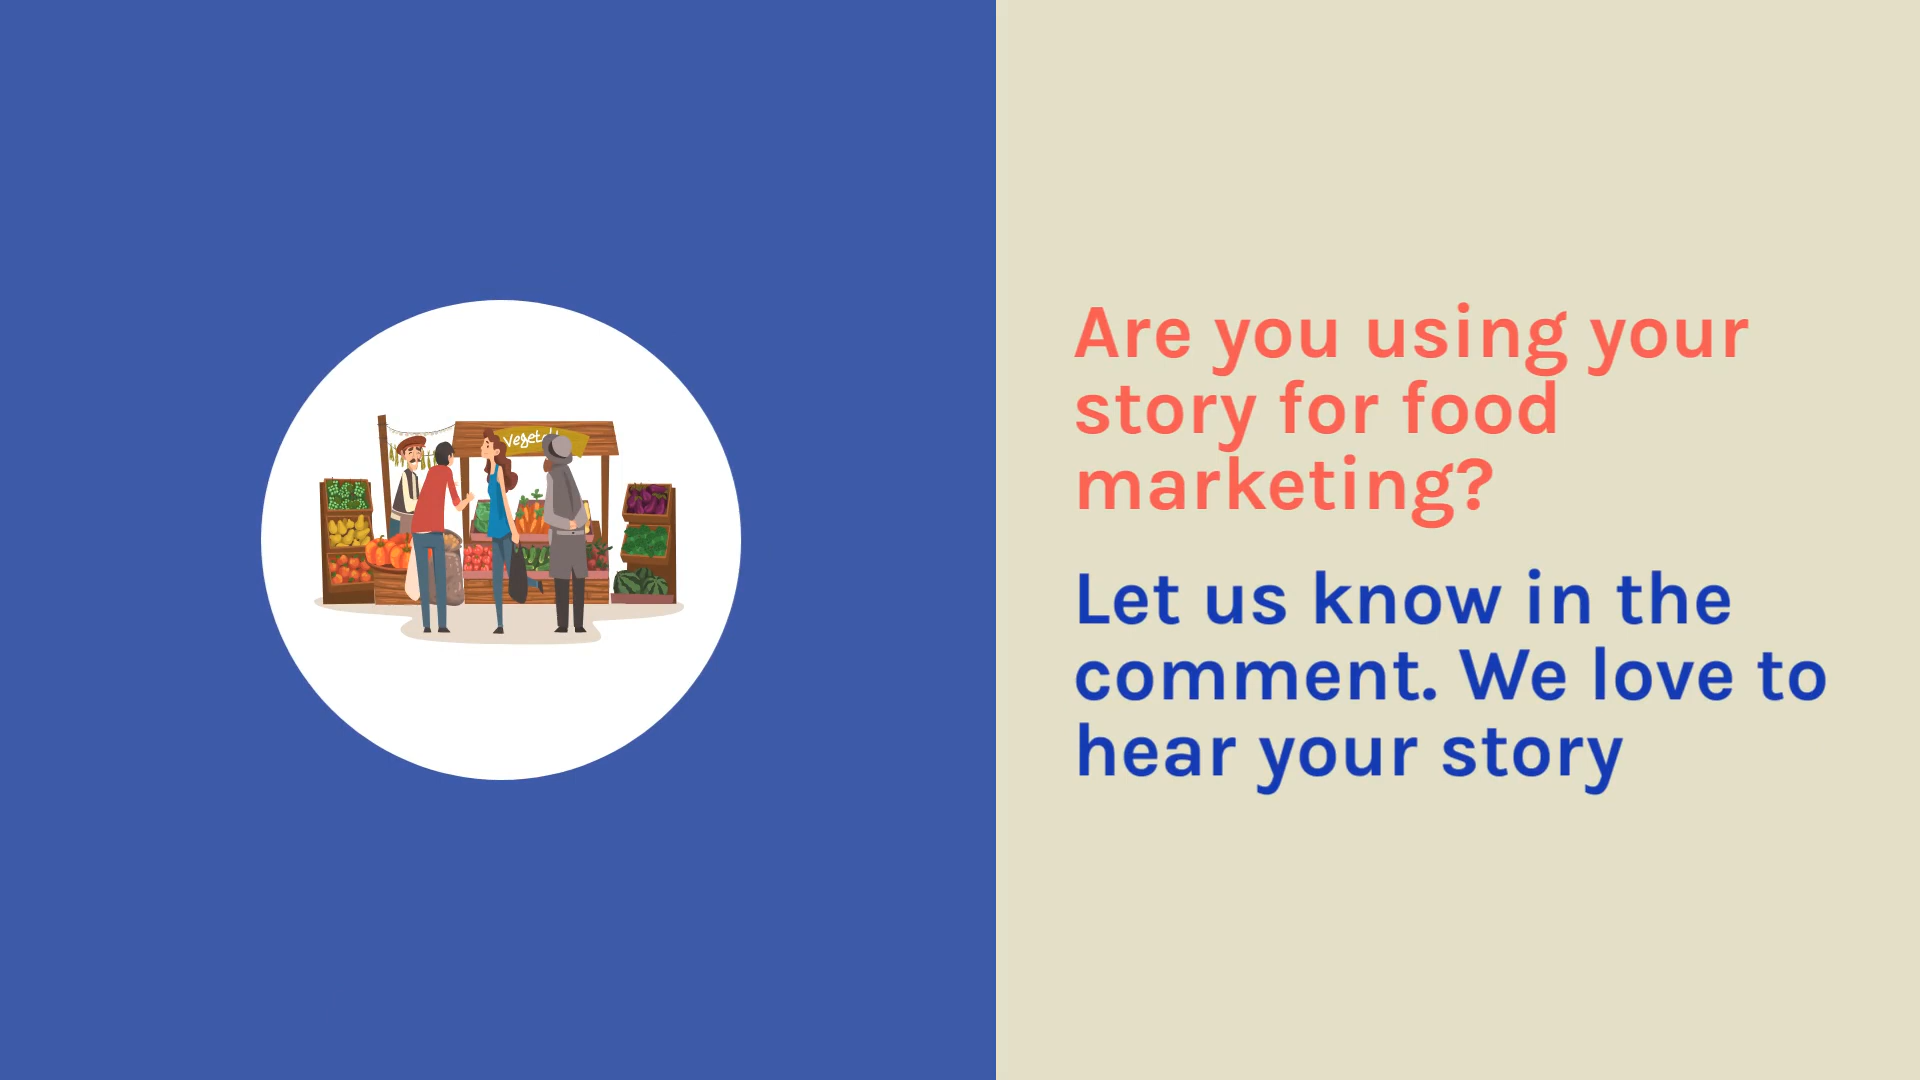 Are you using your
story for food
marketing?
Let us know in the
comment. We love to
hear your story